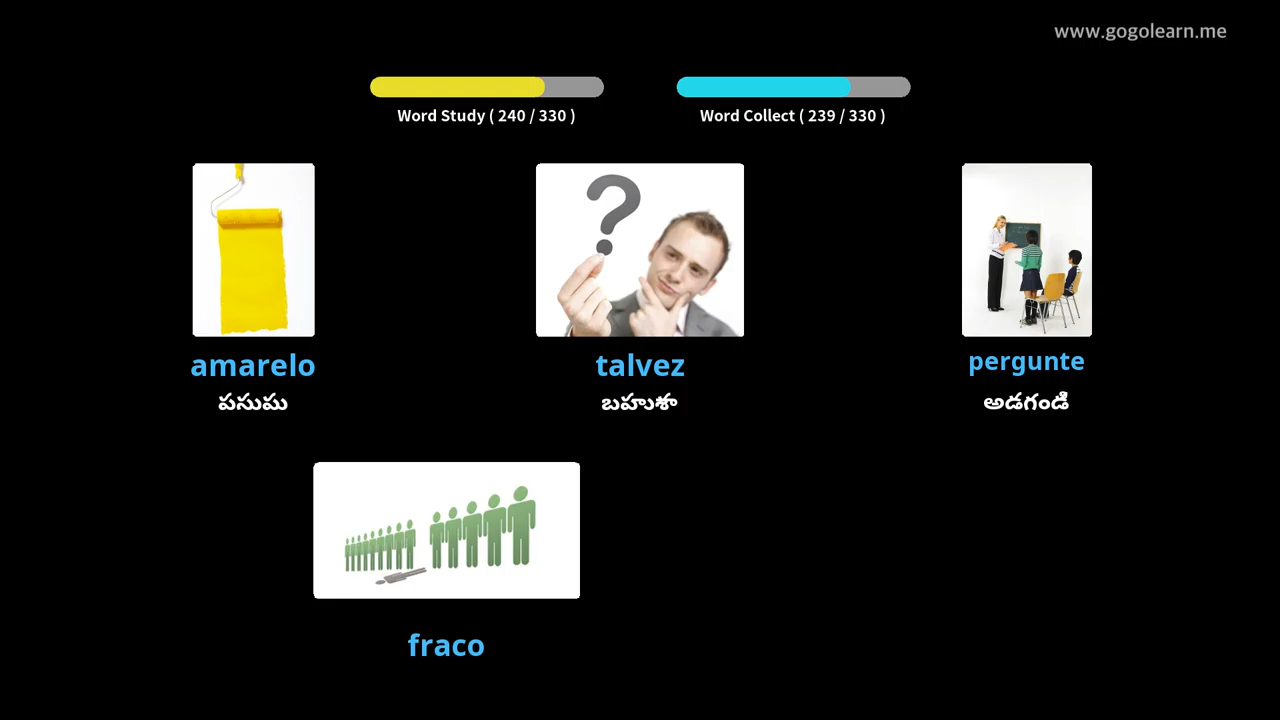 www.gogolearn.me
Word Study ( 240 / 330 )
Word Collect ( 239 / 330 )
amarelo
పసుపు
talvez
బహుశా
pergunte
అడగండి
fraco